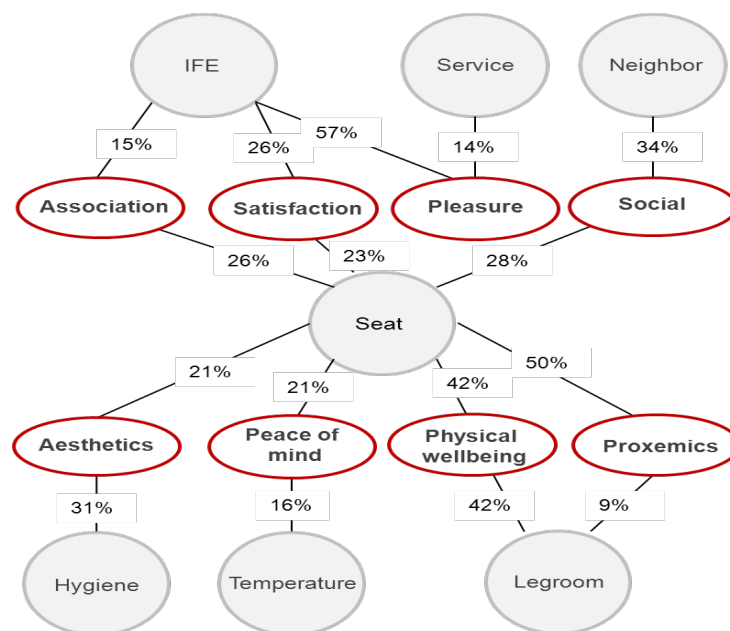 IFE
Service
Neighbor
15%
26%
57%
14%
34%
Association
Satisfaction
Pleasure
Social
26%
23%
28%
Seat
21%
21%
42%
50%
Aesthetics
Peace of
mind
Physical
wellbeing
Proxemics
31%
16%
42%
9%
Hygiene
Temperature
Legroom